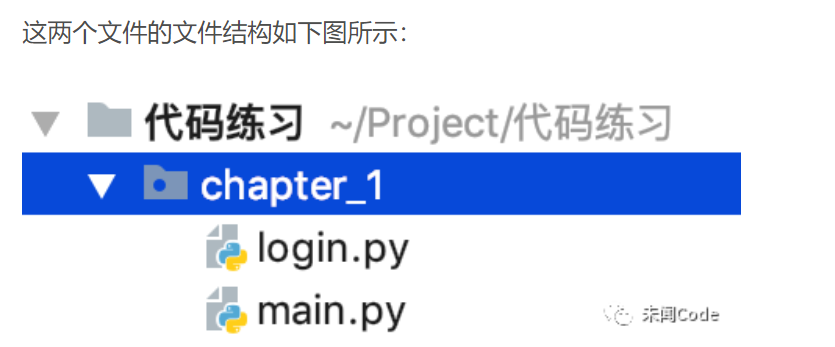 这两个文件的文件结构如下图所示：
代码练习 ~/Project/代码练习
chapter_1
login.py
main.py
未闻Code